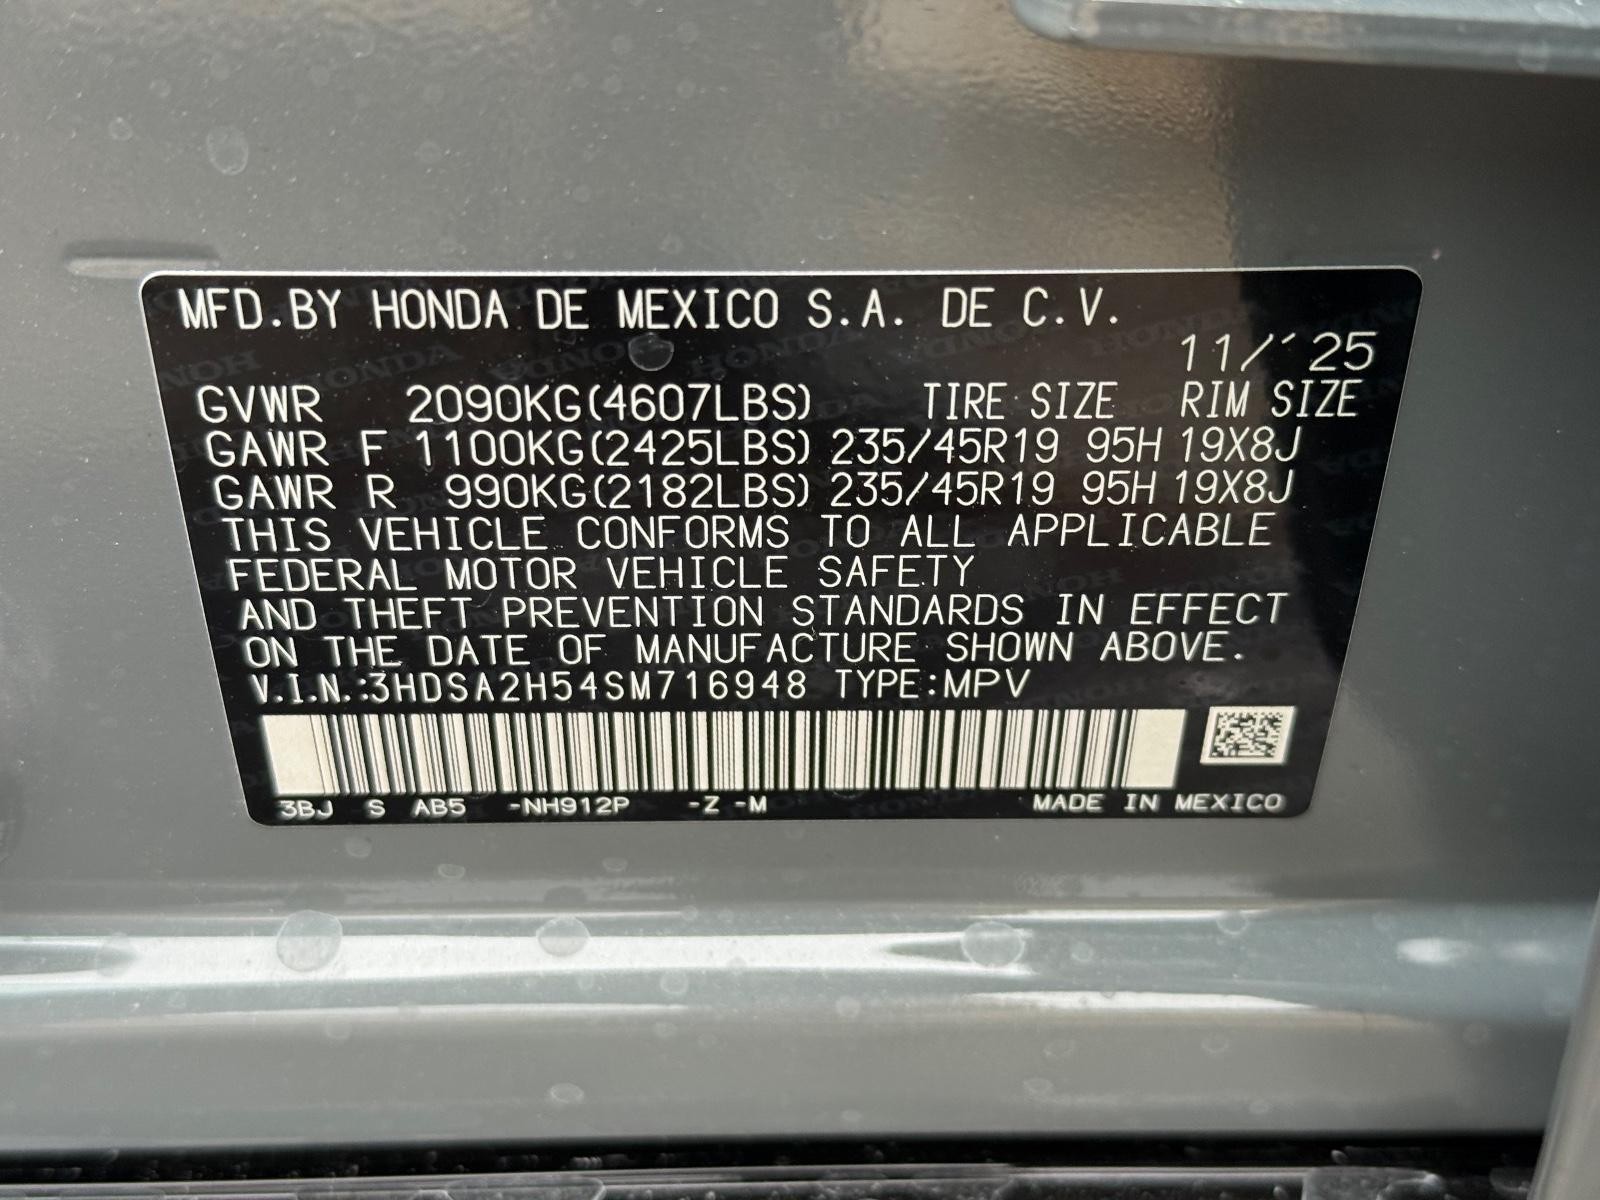 MFD.BY HONDA DE MEXICO S.A. DE C.V.
11/´25
GVWR 2090KG(4607LBS) TIRE SIZE RIM SIZE
GAWR F 1100KG(2425LBS) 235/45R19 95H 19X8J
GAWR R 990KG(2182LBS) 235/45R19 95H 19X8J
THIS VEHICLE CONFORMS TO ALL APPLICABLE
FEDERAL MOTOR VEHICLE SAFETY
AND THEFT PREVENTION STANDARDS IN EFFECT
ON THE DATE OF MANUFACTURE SHOWN ABOVE.
V.I.N.:3HDSA2H54SM716948 TYPE:MPV
3BJ S AB5 -NH912P -Z -M MADE IN MEXICO